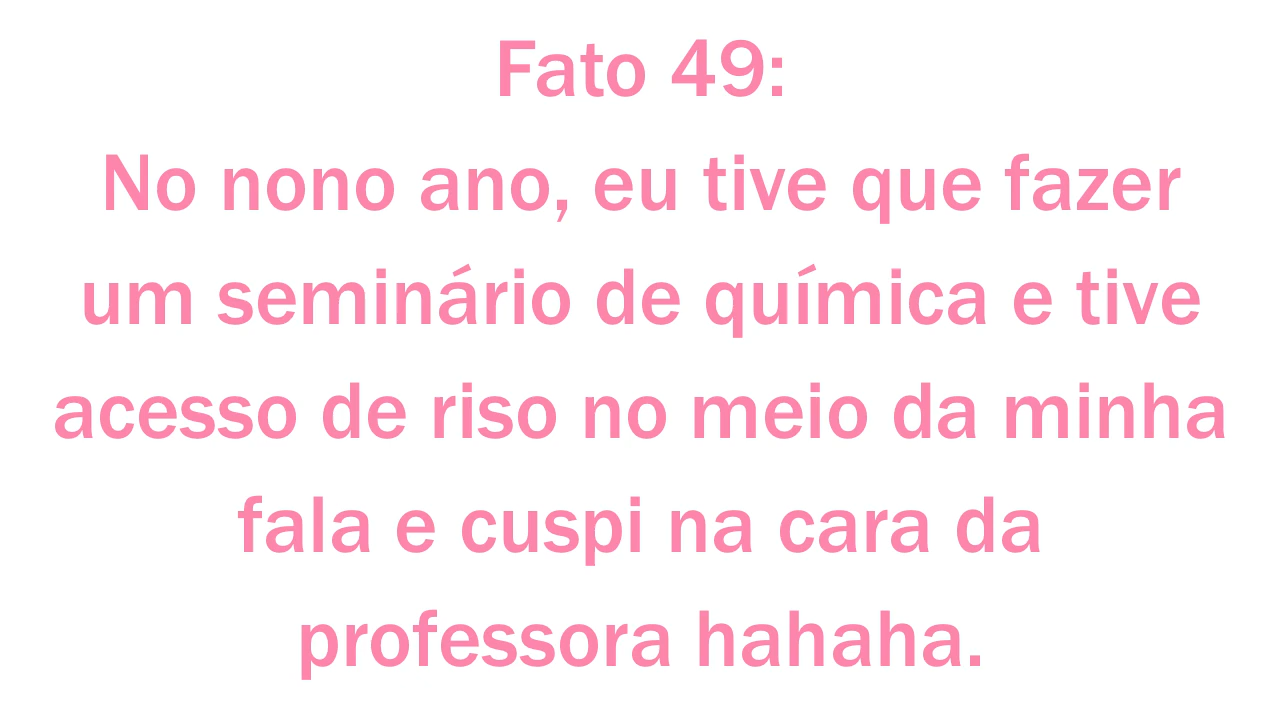 Fato 49:
No nono ano, eu tive que fazer
um seminário de química e tive
acesso de riso no meio da minha
fala e cuspi na cara da
professora hahaha.